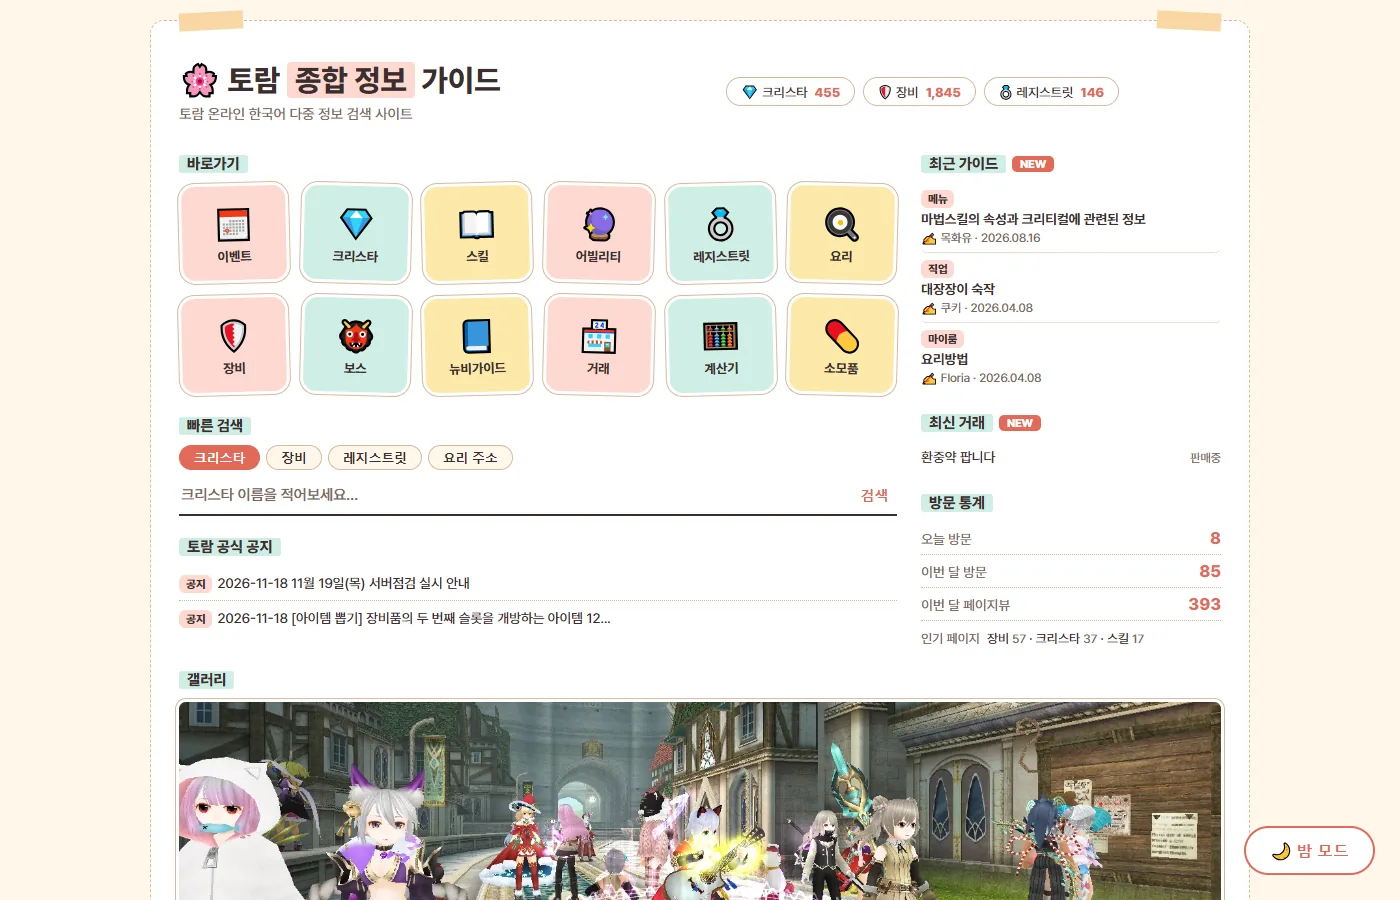 토람 종합 정보 가이드
토람 온라인 한국어 다중 정보 검색 사이트
크리스타 455
장비 1,845
레지스트릿 146
바로가기
이벤트
크리스타
스킬
어빌리티
레지스트릿
요리
장비
보스
뉴비가이드
24
거래
계산기
소모품
빠른 검색
크리스타
장비
레지스트릿
요리 주소
크리스타 이름을 적어보세요...
검색
토람 공식 공지
공지 2026-11-18 11월 19일(목) 서버점검 실시 안내
공지 2026-11-18 [아이템 뽑기] 장비품의 두 번째 슬롯을 개방하는 아이템 12...
최근 가이드 NEW
메뉴
마법스킬의 속성과 크리티컬에 관련된 정보
목화유 · 2026.08.16
직업
대장장이 숙작
쿠키 · 2026.04.08
마이룸
요리방법
Floria · 2026.04.08
최신 거래 NEW
환중약 팝니다 판매중
방문 통계
오늘 방문 8
이번 달 방문 85
이번 달 페이지뷰 393
인기 페이지 장비 57 · 크리스타 37 · 스킬 17
갤러리
밤 모드